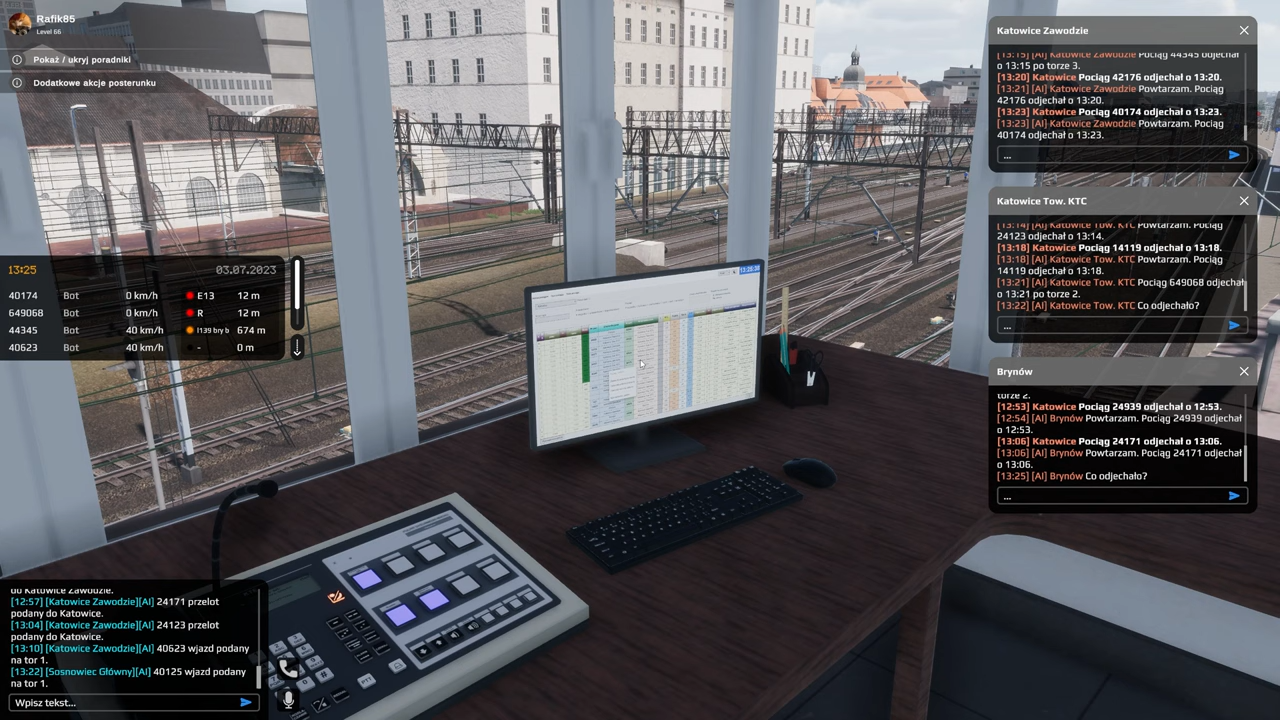 Rafik85
Level 66
Pokaż / ukryj poradniki
Dodatkowe akcje posterunku
13:25 03.07.2023
40174 Bot 0 km/h E13 12 m
649068 Bot 0 km/h R 12 m
44345 Bot 40 km/h l139 bry b 674 m
40623 Bot 40 km/h - 0 m
do Katowice Zawodzie.
[12:57] [Katowice Zawodzie][AI] 24171 przelot
podany do Katowice.
[13:04] [Katowice Zawodzie][AI] 24123 przelot
podany do Katowice.
[13:10] [Katowice Zawodzie][AI] 40623 wjazd podany
na tor 1.
[13:22] [Sosnowiec Główny][AI] 40125 wjazd podany
na tor 1.
Wpisz tekst...
Katowice Zawodzie
[13:15] [AI] Katowice Zawodzie Pociąg 44345 odjechał
o 13:15 po torze 3.
[13:20] Katowice Pociąg 42176 odjechał o 13:20.
[13:21] [AI] Katowice Zawodzie Powtarzam. Pociąg
42176 odjechał o 13:20.
[13:23] Katowice Pociąg 40174 odjechał o 13:23.
[13:23] [AI] Katowice Zawodzie Powtarzam. Pociąg
40174 odjechał o 13:23.
...
Katowice Tow. KTC
[13:14] [AI] Katowice Tow. KTC Powtarzam. Pociąg
24123 odjechał o 13:14.
[13:18] Katowice Pociąg 14119 odjechał o 13:18.
[13:18] [AI] Katowice Tow. KTC Powtarzam. Pociąg
14119 odjechał o 13:18.
[13:21] [AI] Katowice Tow. KTC Pociąg 649068 odjechał
o 13:21 po torze 2.
[13:22] [AI] Katowice Tow. KTC Co odjechało?
...
Brynów
torze 2.
[12:53] Katowice Pociąg 24939 odjechał o 12:53.
[12:54] [AI] Brynów Powtarzam. Pociąg 24939 odjechał
o 12:53.
[13:06] Katowice Pociąg 24171 odjechał o 13:06.
[13:06] [AI] Brynów Powtarzam. Pociąg 24171 odjechał
o 13:06.
[13:25] [AI] Brynów Co odjechało?
...